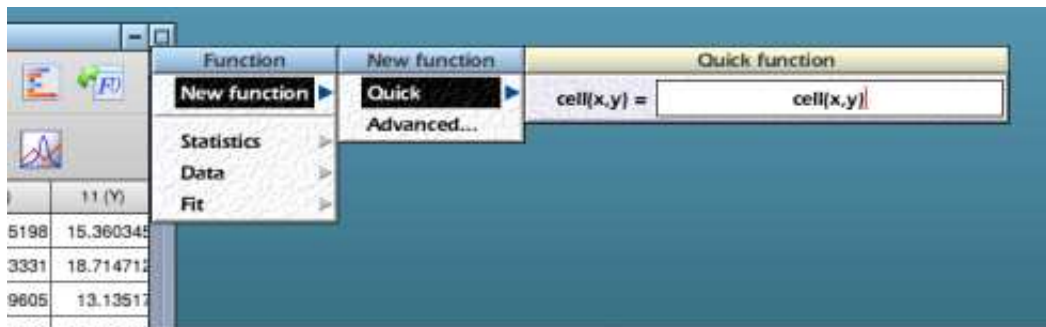 Function
New function
Statistics
Data
Fit
New function
Quick
Advanced...
Quick function
cell(x,y) =
cell(x,y)
11 (Y)
5198 15.360345
3331 18.714712
9605 13.13517